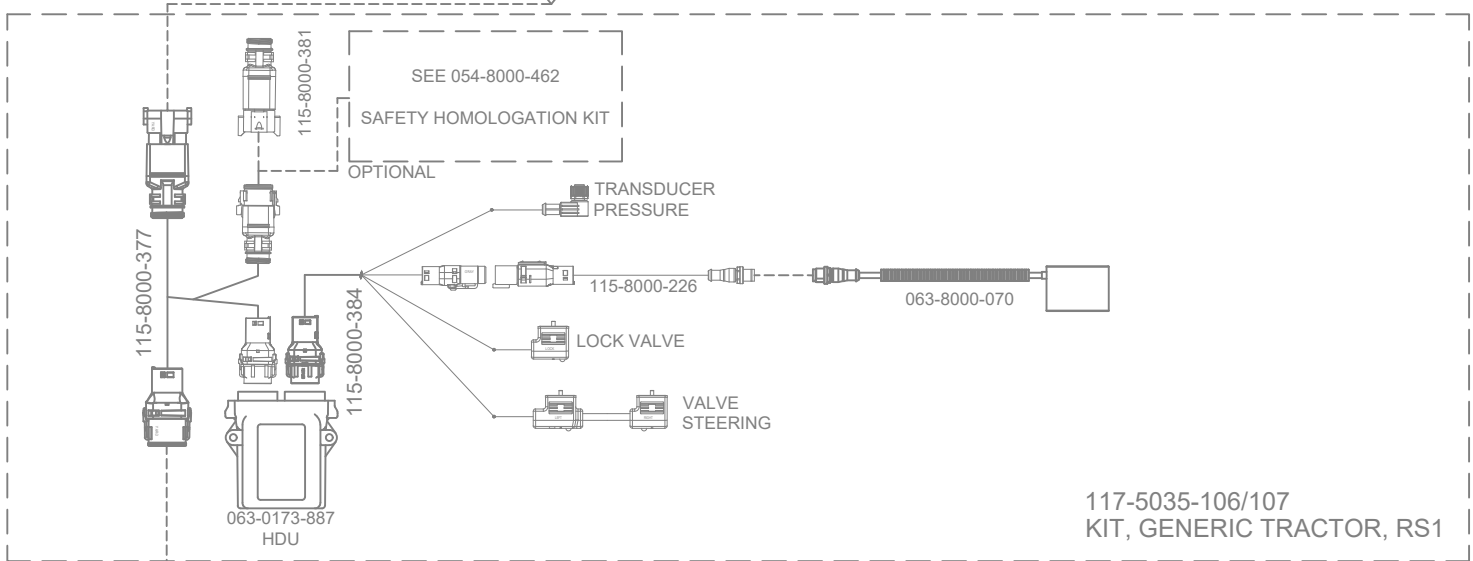 115-8000-381
SEE 054-8000-462
SAFETY HOMOLOGATION KIT
OPTIONAL
TRANSDUCER
PRESSURE
115-8000-377
115-8000-226
063-8000-070
115-8000-384
LOCK VALVE
VALVE
STEERING
063-0173-887
HDU
117-5035-106/107
KIT, GENERIC TRACTOR, RS1